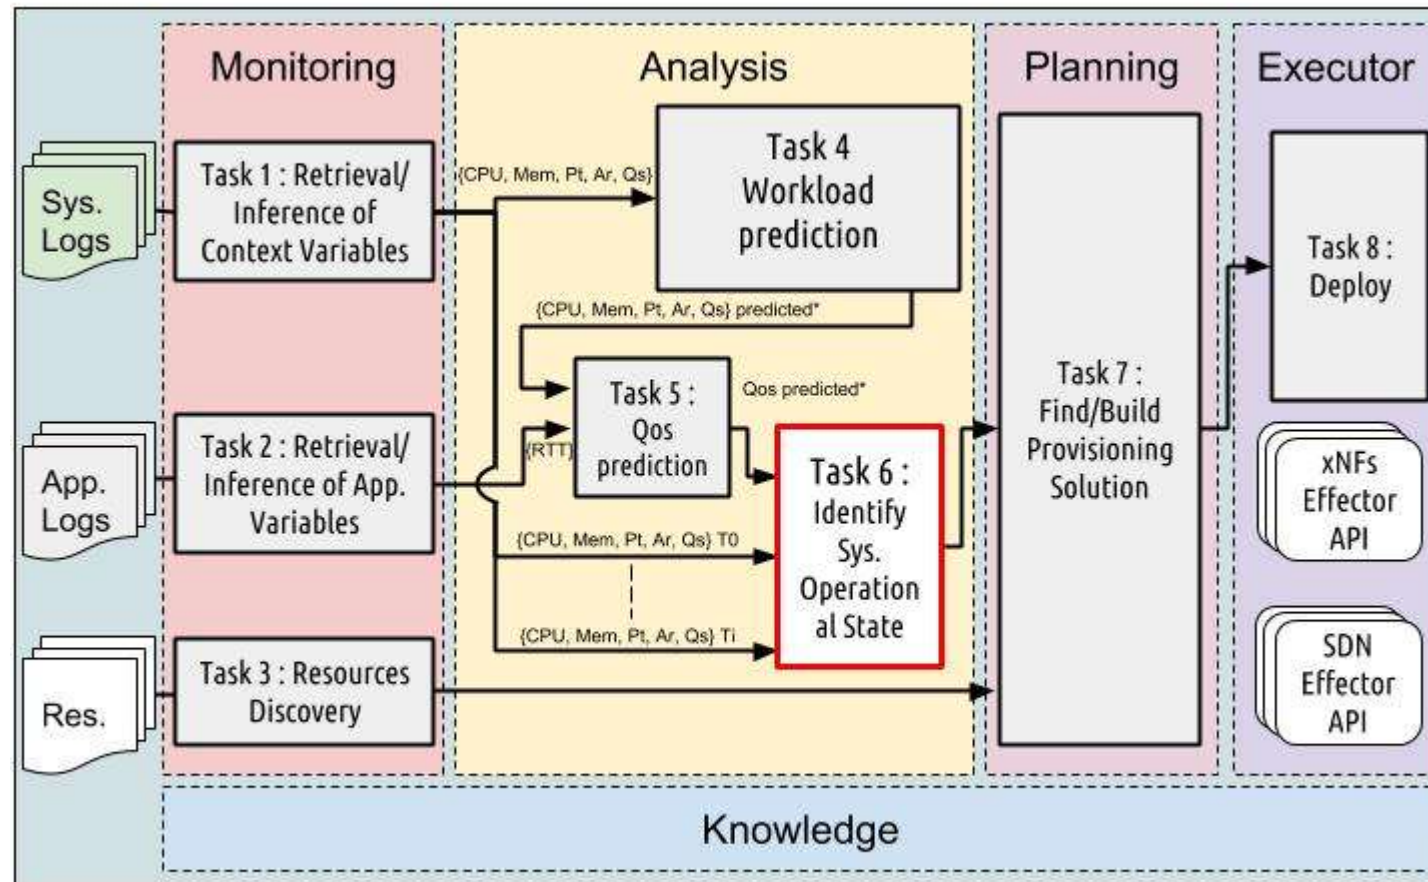 Monitoring
Analysis
Planning
Executor
Sys.
Logs
Task 1 : Retrieval/
Inference of
Context Variables
{CPU, Mem, Pt, Ar, Qs}
Task 4
Workload
prediction
{CPU, Mem, Pt, Ar, Qs} predicted*
Task 8 :
Deploy
App.
Logs
Task 2 : Retrieval/
Inference of App.
Variables
{RTT}
Task 5 :
Qos
prediction
Qos predicted*
Task 6 :
Identify
Sys.
Operation
al State
{CPU, Mem, Pt, Ar, Qs} T0
{CPU, Mem, Pt, Ar, Qs} Ti
Task 7 :
Find/Build
Provisioning
Solution
xNFs
Effector
API
Res.
Task 3 : Resources
Discovery
SDN
Effector
API
Knowledge